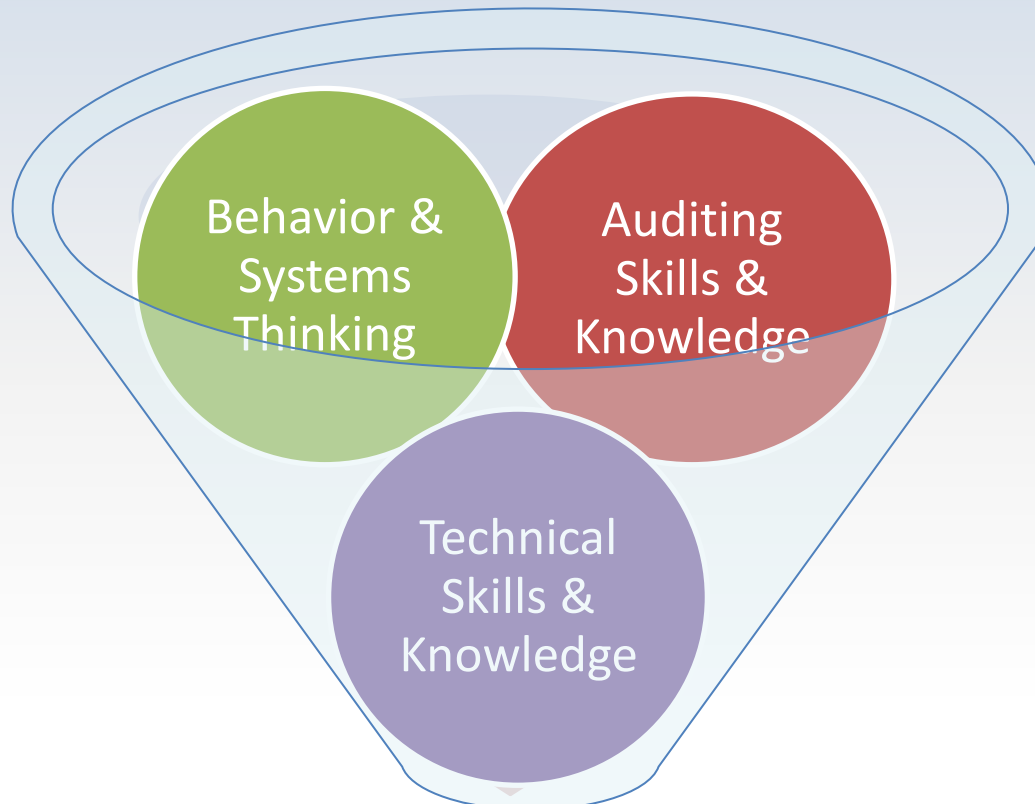 Behavior &
Systems
Thinking
Auditing
Skills &
Knowledge
Technical
Skills &
Knowledge